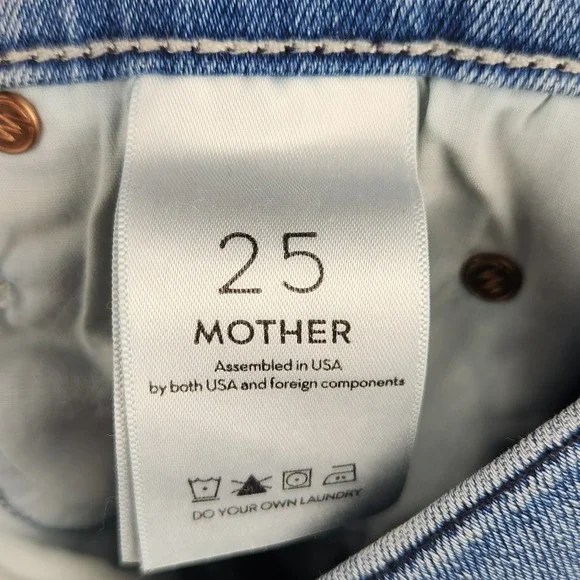 25
MOTHER
Assembled in USA
by both USA and foreign components
DO YOUR OWN LAUNDRY